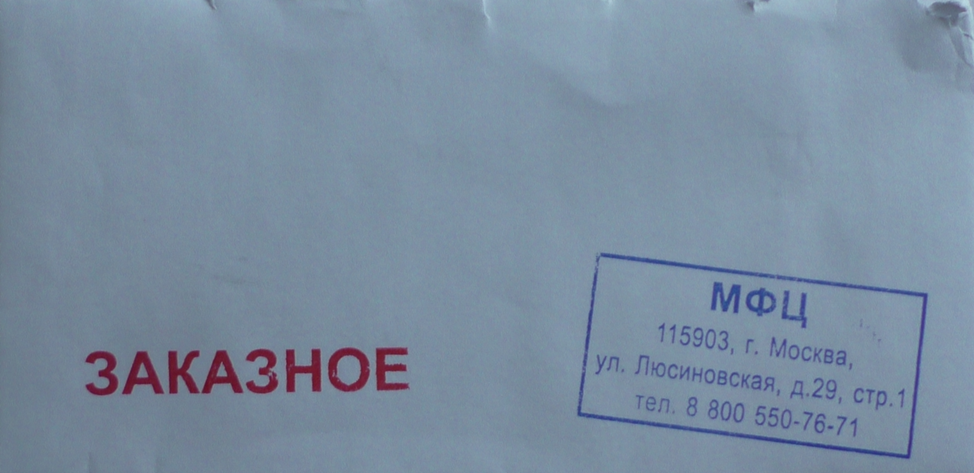 ЗАКАЗНОЕ
МФЦ
115903, г. Москва,
ул. Люсиновская, д.29, стр.1
тел. 8 800 550-76-71